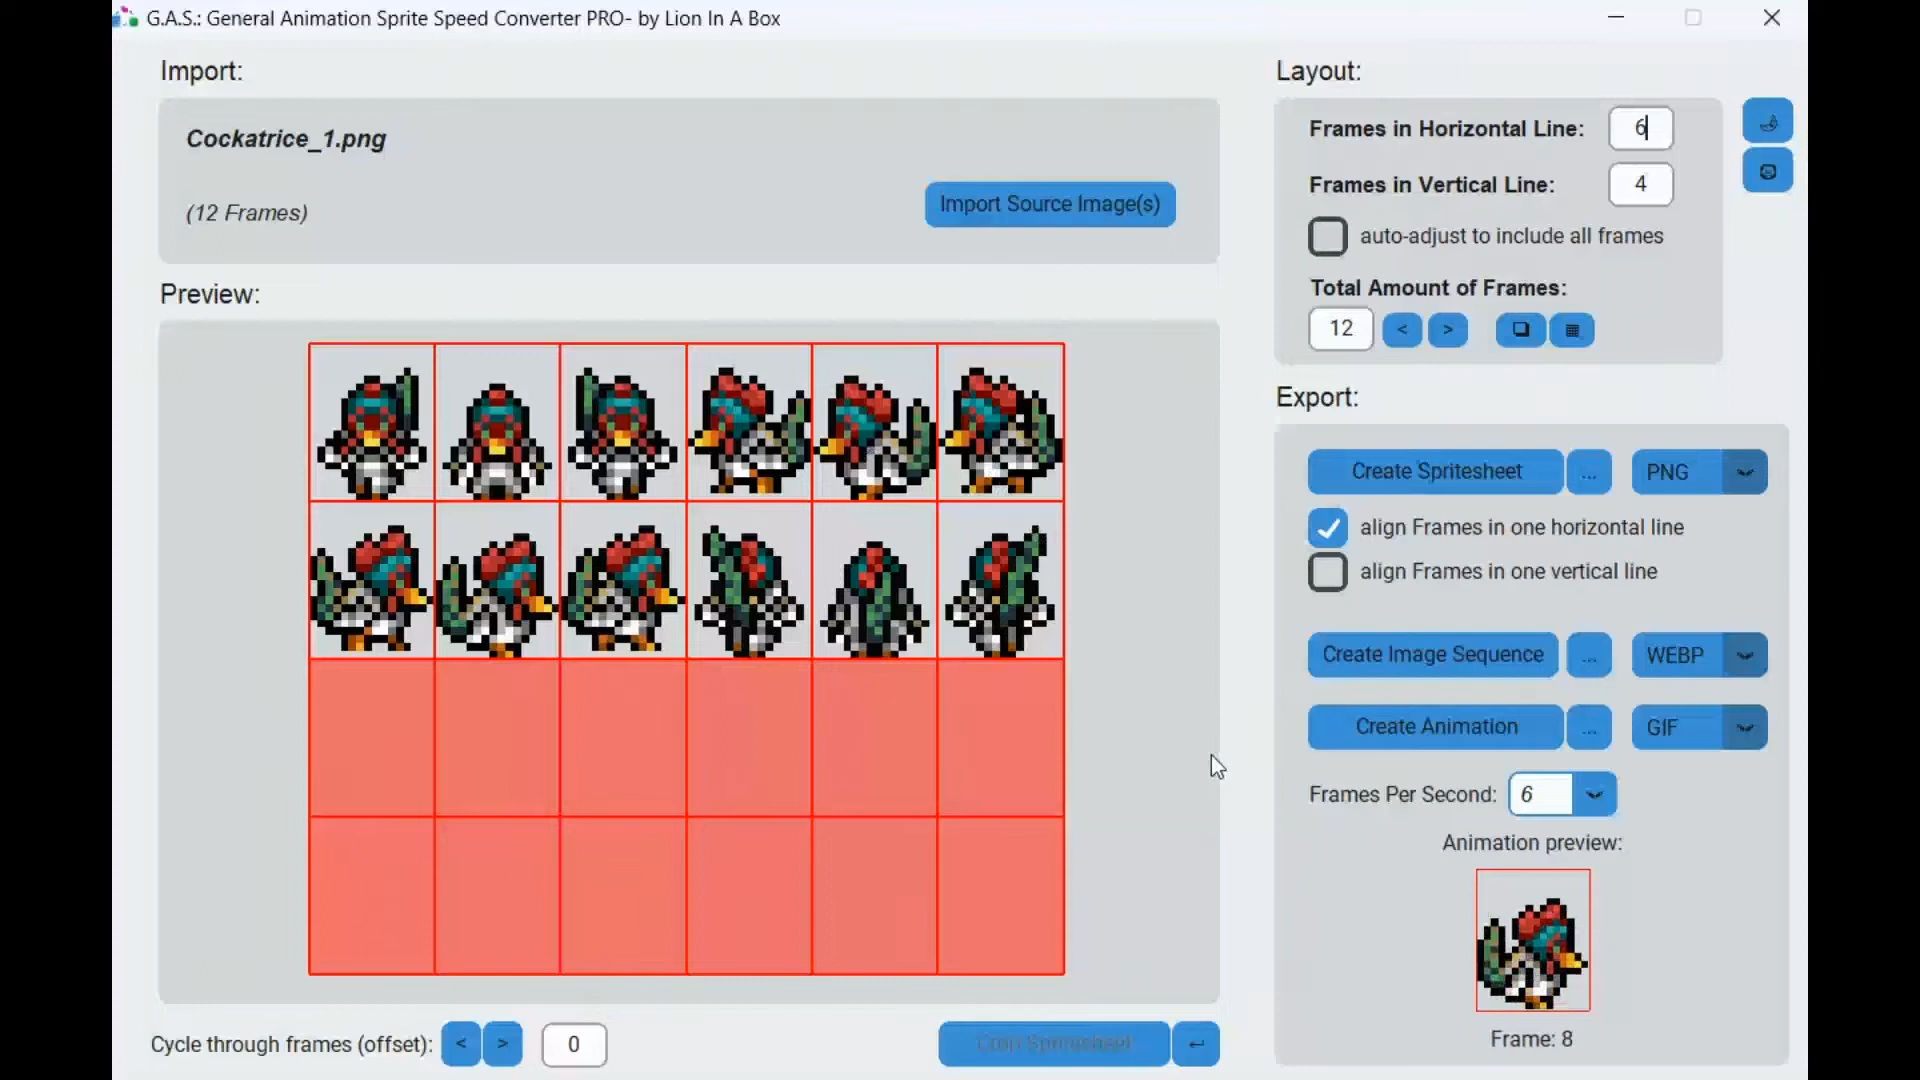 G.A.S.: General Animation Sprite Speed Converter PRO- by Lion In A Box
Import:
Cockatrice_1.png
(12 Frames)
Import Source Image(s)
Preview:
Cycle through frames (offset):
<
>
0
Crop Spritesheet
Layout:
Frames in Horizontal Line:
6
Frames in Vertical Line:
4
auto-adjust to include all frames
Total Amount of Frames:
12
<
>
Export:
Create Spritesheet
...
PNG
align Frames in one horizontal line
align Frames in one vertical line
Create Image Sequence
...
WEBP
Create Animation
...
GIF
Frames Per Second:
6
Animation preview:
Frame: 8